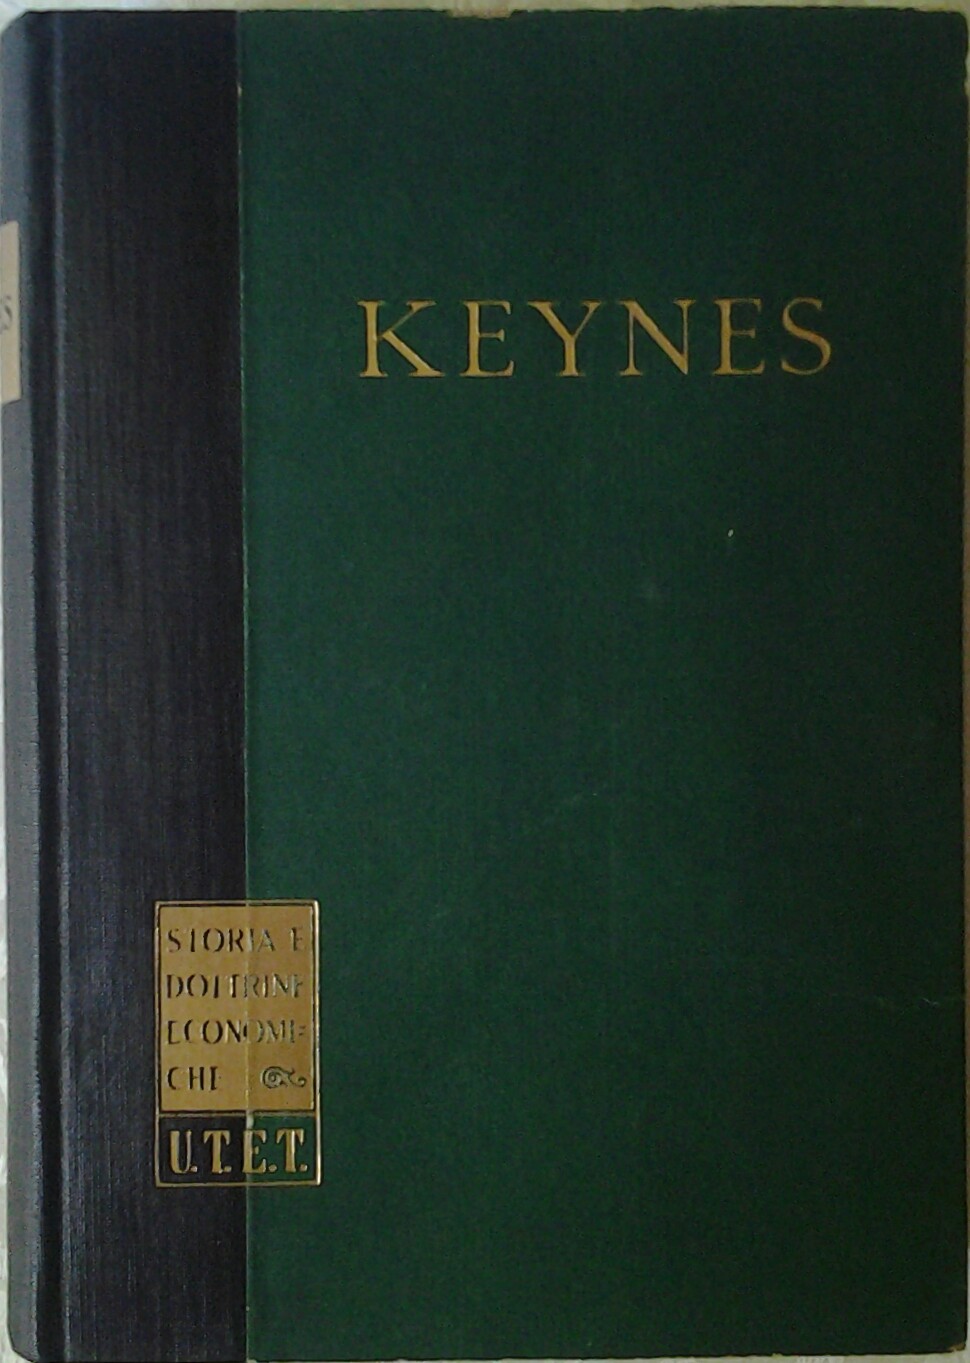 KEYNES
STORIA E
DOTTRINE
ECONOMI=
CHE
U.T.E.T.